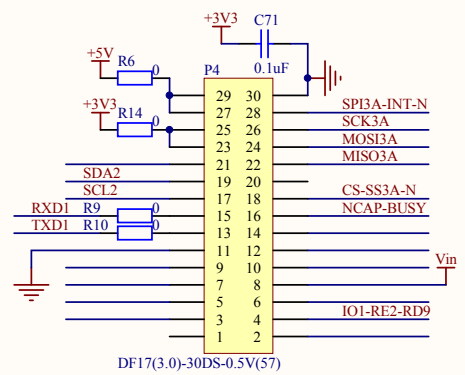 +3V3 C71
0.1uF
+5V R6 0
P4
+3V3 R14 0
29 30
27 28 SPI3A-INT-N
25 26 SCK3A
23 24 MOSI3A
21 22 MISO3A
SDA2 19 20
SCL2 17 18 CS-SS3A-N
RXD1 R9 0 15 16 NCAP-BUSY
TXD1 R10 0 13 14
11 12
9 10
Vin
7 8
5 6
3 4 IO1-RE2-RD9
1 2
DF17(3.0)-30DS-0.5V(57)